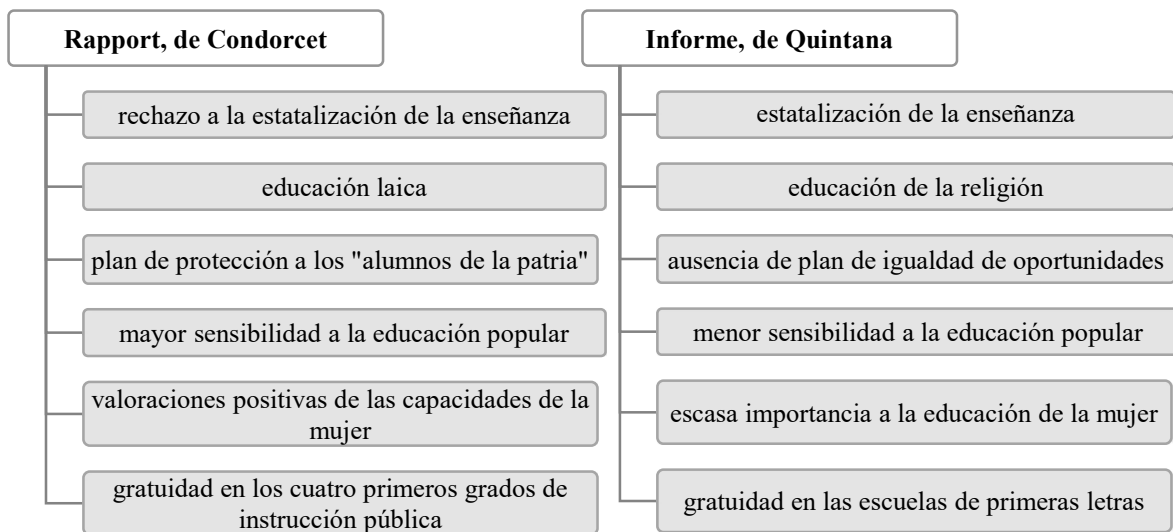 Rapport, de Condorcet
rechazo a la estatalización de la enseñanza
educación laica
plan de protección a los "alumnos de la patria"
mayor sensibilidad a la educación popular
valoraciones positivas de las capacidades de la
mujer
gratuidad en los cuatro primeros grados de
instrucción pública
Informe, de Quintana
estatalización de la enseñanza
educación de la religión
ausencia de plan de igualdad de oportunidades
menor sensibilidad a la educación popular
escasa importancia a la educación de la mujer
gratuidad en las escuelas de primeras letras